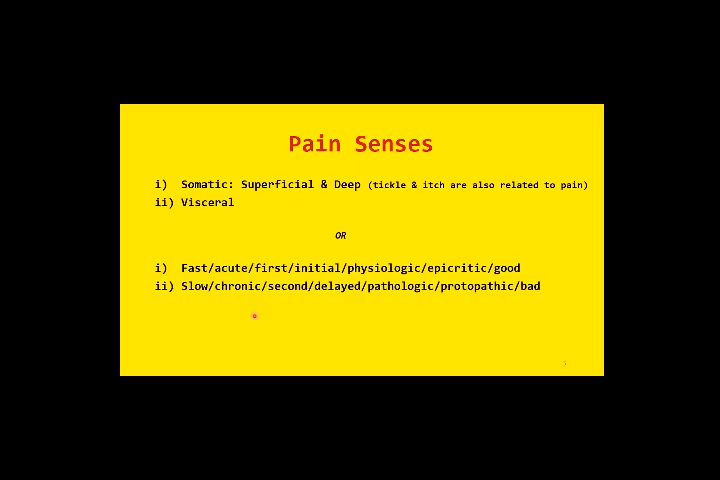 Pain Senses
i) Somatic: Superficial & Deep (tickle & itch are also related to pain)
ii) Visceral
OR
i) Fast/acute/first/initial/physiologic/epicritic/good
ii) Slow/chronic/second/delayed/pathologic/protopathic/bad